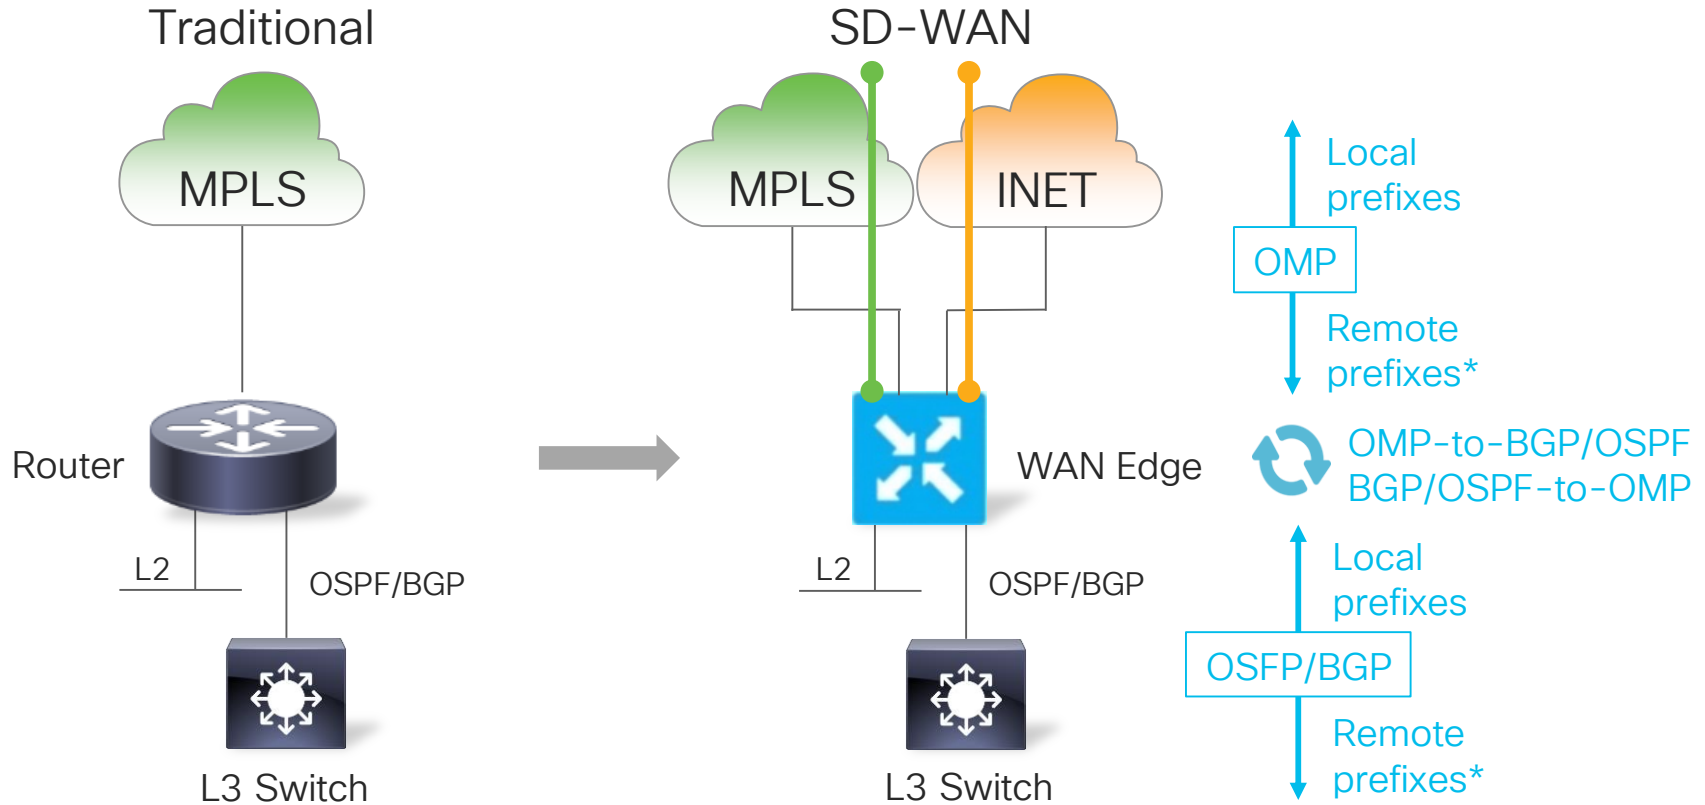 Traditional
MPLS
Router
L2
OSPF/BGP
L3 Switch
SD-WAN
MPLS
INET
WAN Edge
L2
OSPF/BGP
L3 Switch
Local
prefixes
OMP
Remote
prefixes*
OMP-to-BGP/OSPF
BGP/OSPF-to-OMP
Local
prefixes
OSFP/BGP
Remote
prefixes*